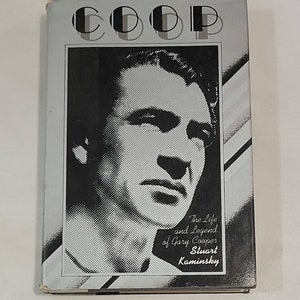 COOP
The Life
and Legend
of Gary Cooper
Stuart
Kaminsky